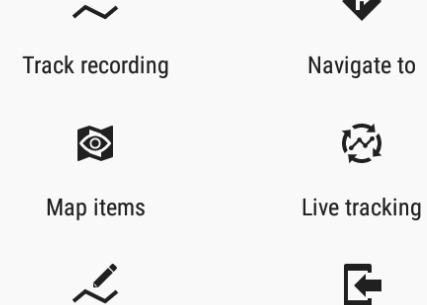 Track recording
Navigate to
Map items
Live tracking